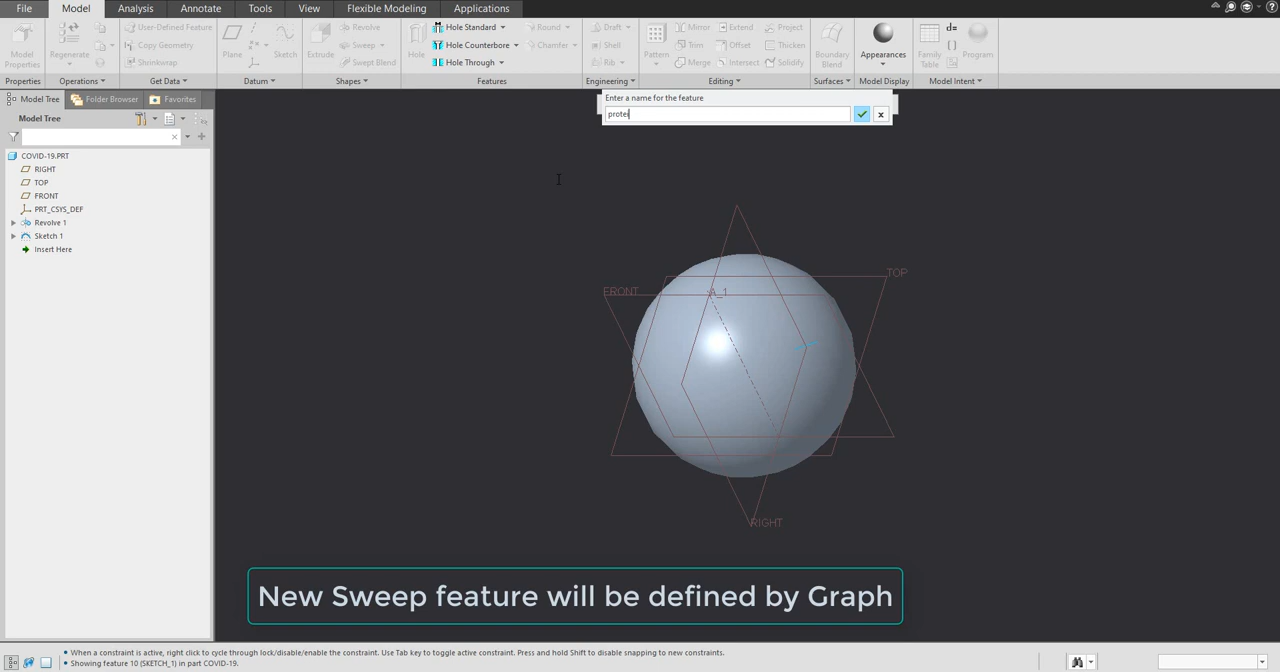 File Model Analysis Annotate Tools View Flexible Modeling Applications
Model Properties
Regenerate
User-Defined Feature
Copy Geometry
Shrinkwrap
Plane
Sketch
Extrude
Revolve
Sweep
Swept Blend
Hole
Hole Standard
Hole Counterbore
Hole Through
Round
Chamfer
Draft
Shell
Rib
Pattern
Mirror
Trim
Merge
Extend
Offset
Intersect
Project
Thicken
Solidify
Boundary Blend
Appearances
Family Table
d=
Program
Properties Operations Get Data Datum Shapes Features Engineering Editing Surfaces Model Display Model Intent
Model Tree Folder Browser Favorites
Model Tree
COVID-19.PRT
RIGHT
TOP
FRONT
PRT_CSYS_DEF
Revolve 1
Sketch 1
Insert Here
Enter a name for the feature
protei
TOP
FRONT
A_1
RIGHT
New Sweep feature will be defined by Graph
When a constraint is active, right click to cycle through lock/disable/enable the constraint. Use Tab key to toggle active constraint. Press and hold Shift to disable snapping to new constraints.
Showing feature 10 (SKETCH_1) in part COVID-19.